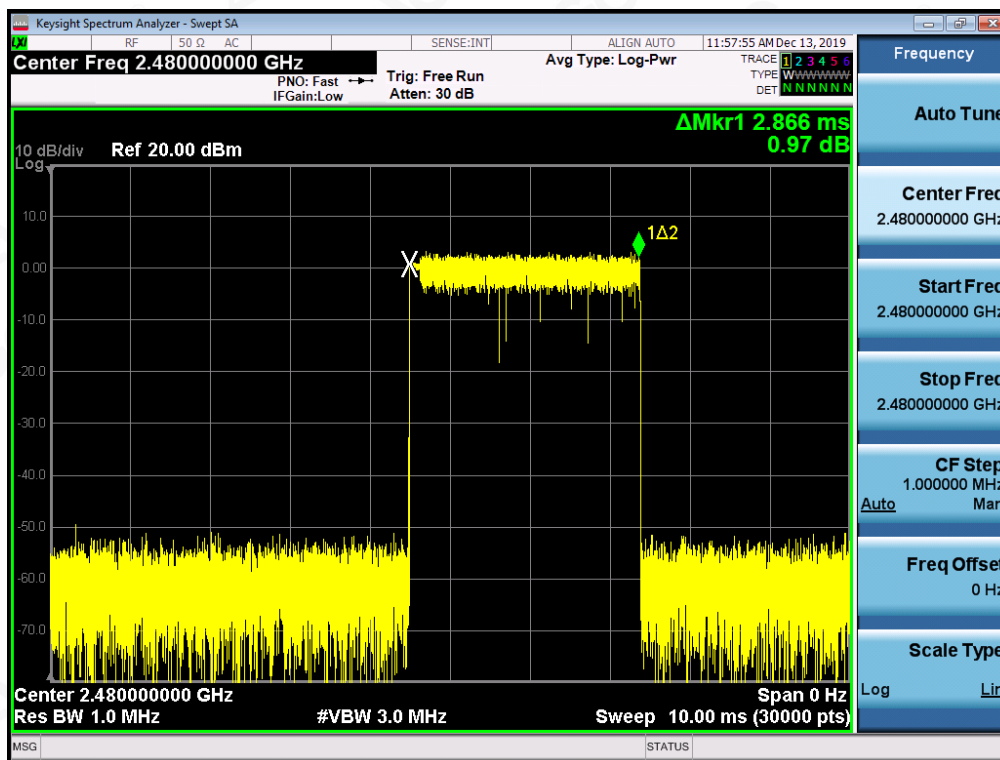 Keysight Spectrum Analyzer - Swept SA
LXI RF 50 Ω AC SENSE:INT ALIGN AUTO 11:57:55 AM Dec 13, 2019
Center Freq 2.480000000 GHz
PNO: Fast
IFGain:Low
Trig: Free Run
Atten: 30 dB
Avg Type: Log-Pwr
TRACE 1 2 3 4 5 6
TYPE WWWWWW
DET N N N N N N
ΔMkr1 2.866 ms
0.97 dB
10 dB/div Ref 20.00 dBm
Log
10.0
0.00
-10.0
-20.0
-30.0
-40.0
-50.0
-60.0
-70.0
1Δ2
Center 2.480000000 GHz Span 0 Hz
Res BW 1.0 MHz #VBW 3.0 MHz Sweep 10.00 ms (30000 pts)
MSG STATUS
Frequency
Auto Tune
Center Freq
2.480000000 GHz
Start Freq
2.480000000 GHz
Stop Freq
2.480000000 GHz
CF Step
1.000000 MHz
Auto Man
Freq Offset
0 Hz
Scale Type
Log Lin